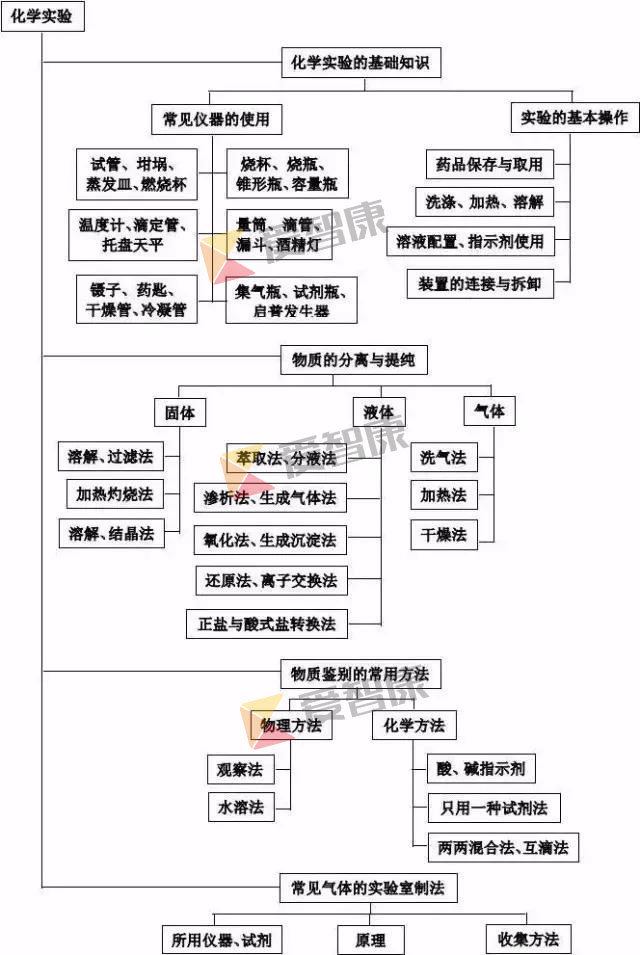 化学实验
化学实验的基础知识
常见仪器的使用
试管、坩埚、
蒸发皿、燃烧杯
烧杯、烧瓶、
锥形瓶、容量瓶
温度计、滴定管、
托盘天平
量筒、滴管、
漏斗、酒精灯
镊子、药匙、
干燥管、冷凝管
集气瓶、试剂瓶、
启普发生器
实验的基本操作
药品保存与取用
洗涤、加热、溶解
溶液配置、指示剂使用
装置的连接与拆卸
爱智康
物质的分离与提纯
固体
溶解、过滤法
加热灼烧法
溶解、结晶法
液体
萃取法、分液法
渗析法、生成气体法
氧化法、生成沉淀法
还原法、离子交换法
正盐与酸式盐转换法
气体
洗气法
加热法
干燥法
爱智康
物质鉴别的常用方法
物理方法
观察法
水溶法
化学方法
酸、碱指示剂
只用一种试剂法
两两混合法、互滴法
爱智康
常见气体的实验室制法
所用仪器、试剂
原理
收集方法